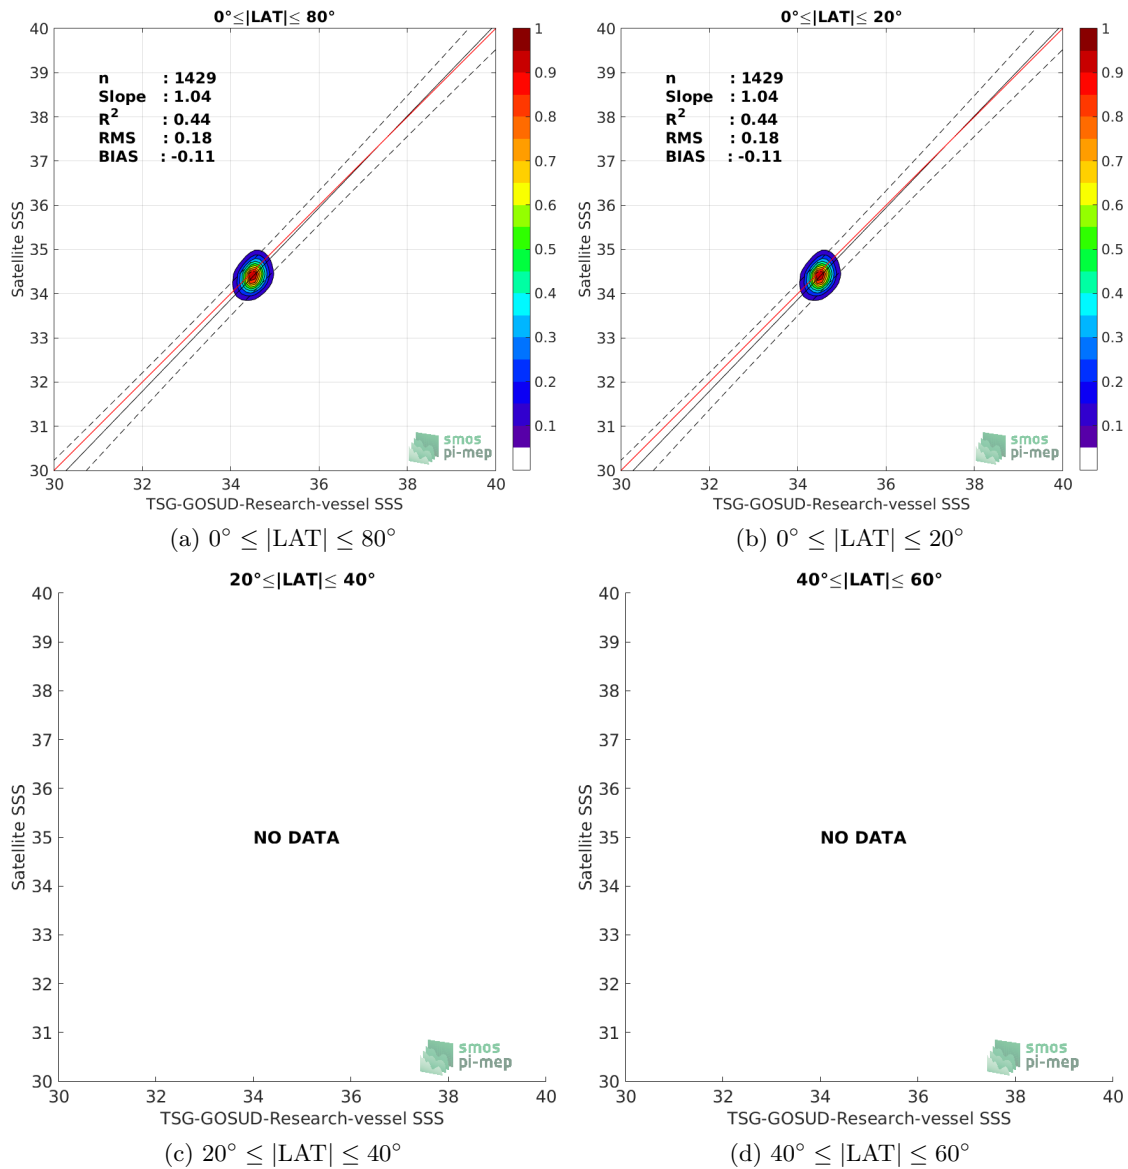 0°≤|LAT|≤ 80°
40
39
38
37
36
35
34
33
32
31
30
Satellite SSS
n : 1429
Slope : 1.04
R2 : 0.44
RMS : 0.18
BIAS : -0.11
1
0.9
0.8
0.7
0.6
0.5
0.4
0.3
0.2
0.1
smos
pi-mep
30 32 34 36 38 40
TSG-GOSUD-Research-vessel SSS
(a) 0° ≤ |LAT| ≤ 80°
0°≤|LAT|≤ 20°
40
39
38
37
36
35
34
33
32
31
30
Satellite SSS
n : 1429
Slope : 1.04
R2 : 0.44
RMS : 0.18
BIAS : -0.11
1
0.9
0.8
0.7
0.6
0.5
0.4
0.3
0.2
0.1
smos
pi-mep
30 32 34 36 38 40
TSG-GOSUD-Research-vessel SSS
(b) 0° ≤ |LAT| ≤ 20°
20°≤|LAT|≤ 40°
40
39
38
37
36
35
34
33
32
31
30
Satellite SSS
NO DATA
smos
pi-mep
30 32 34 36 38 40
TSG-GOSUD-Research-vessel SSS
(c) 20° ≤ |LAT| ≤ 40°
40°≤|LAT|≤ 60°
40
39
38
37
36
35
34
33
32
31
30
Satellite SSS
NO DATA
smos
pi-mep
30 32 34 36 38 40
TSG-GOSUD-Research-vessel SSS
(d) 40° ≤ |LAT| ≤ 60°